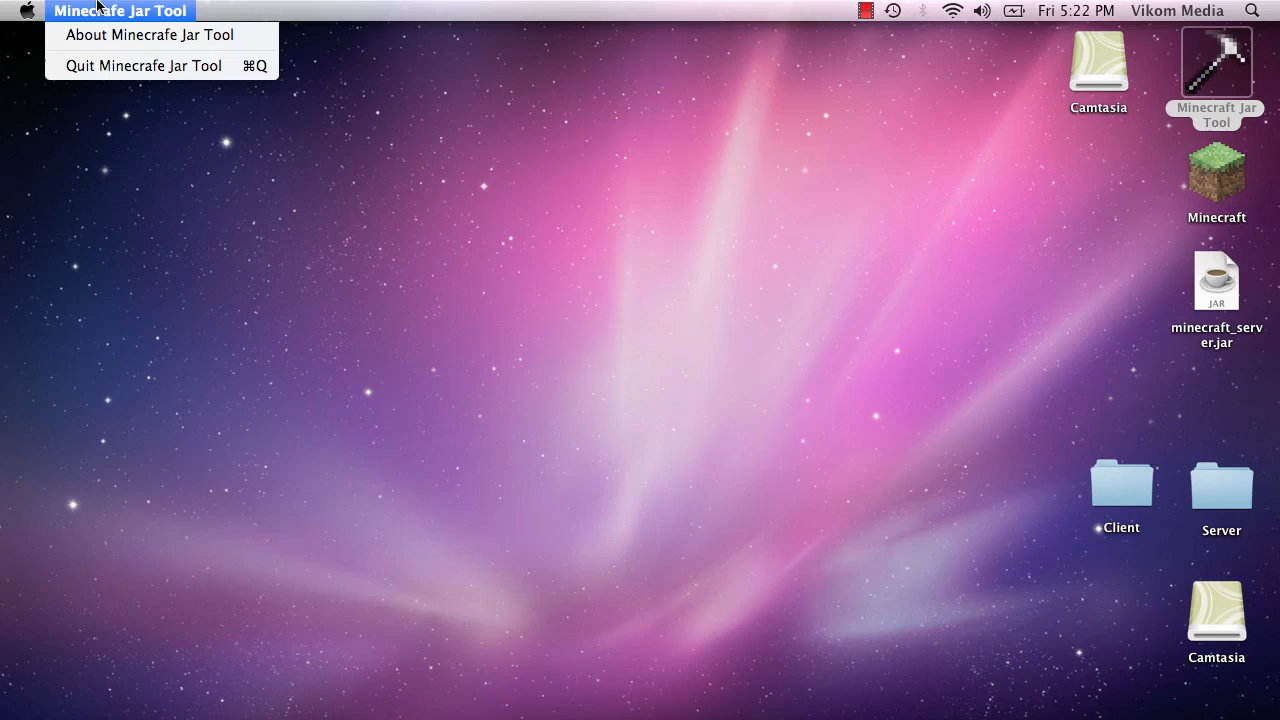 Minecrafe Jar Tool
Fri 5:22 PM
Vikom Media
About Minecrafe Jar Tool
Quit Minecrafe Jar Tool ⌘Q
Camtasia
Minecraft Jar
Tool
Minecraft
JAR
minecraft_serv
er.jar
Client
Server
Camtasia